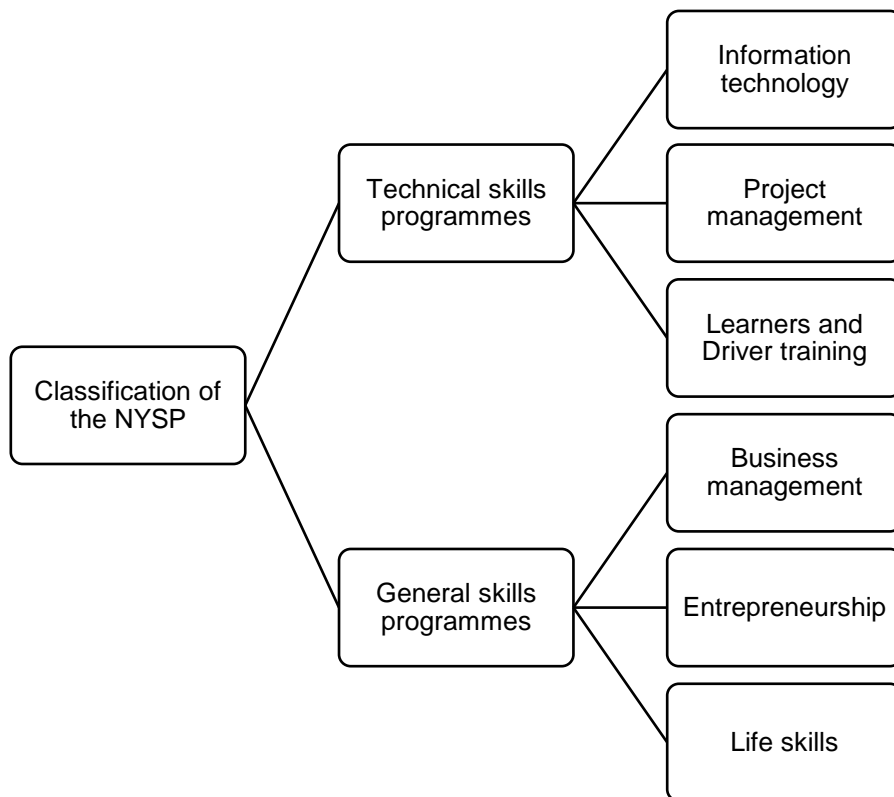 Classification of
the NYSP
Technical skills
programmes
Information
technology
Project
management
Learners and
Driver training
General skills
programmes
Business
management
Entrepreneurship
Life skills